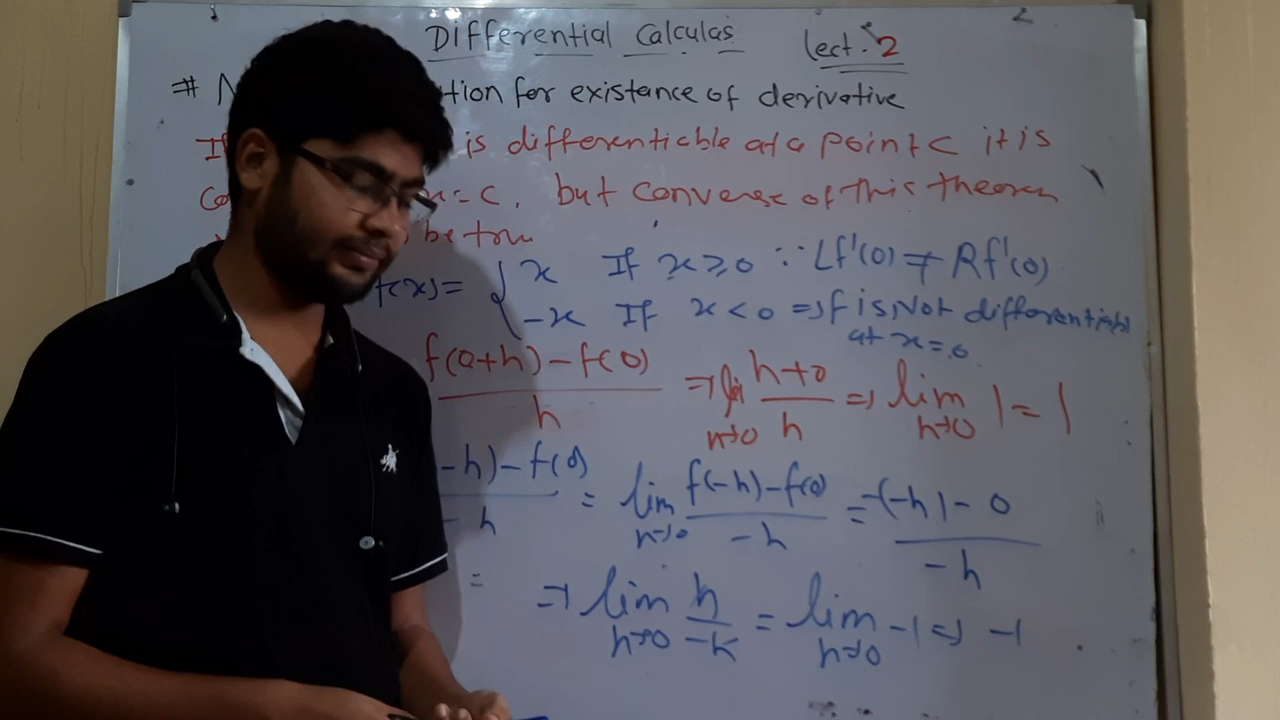 Differential Calculas Lect. 2
# N tion for existance of derivative
If is differentiable at a point c it is
Co x=c, but converse of this theorem
be true
f(x)= { x If x≥0 ∵ Lf'(0) ≠ Rf'(0)
-x If x<0 => f is Not differentiable
at x=0
f(0+h)-f(0) / h => lim h→0 h+0 / h => lim h→0 1=1
-h)-f(0) / -h = lim h→0 f(-h)-f(0) / -h = -(-h)-0 / -h
=
=> lim h→0 h / -h = lim h→0 -1 => -1